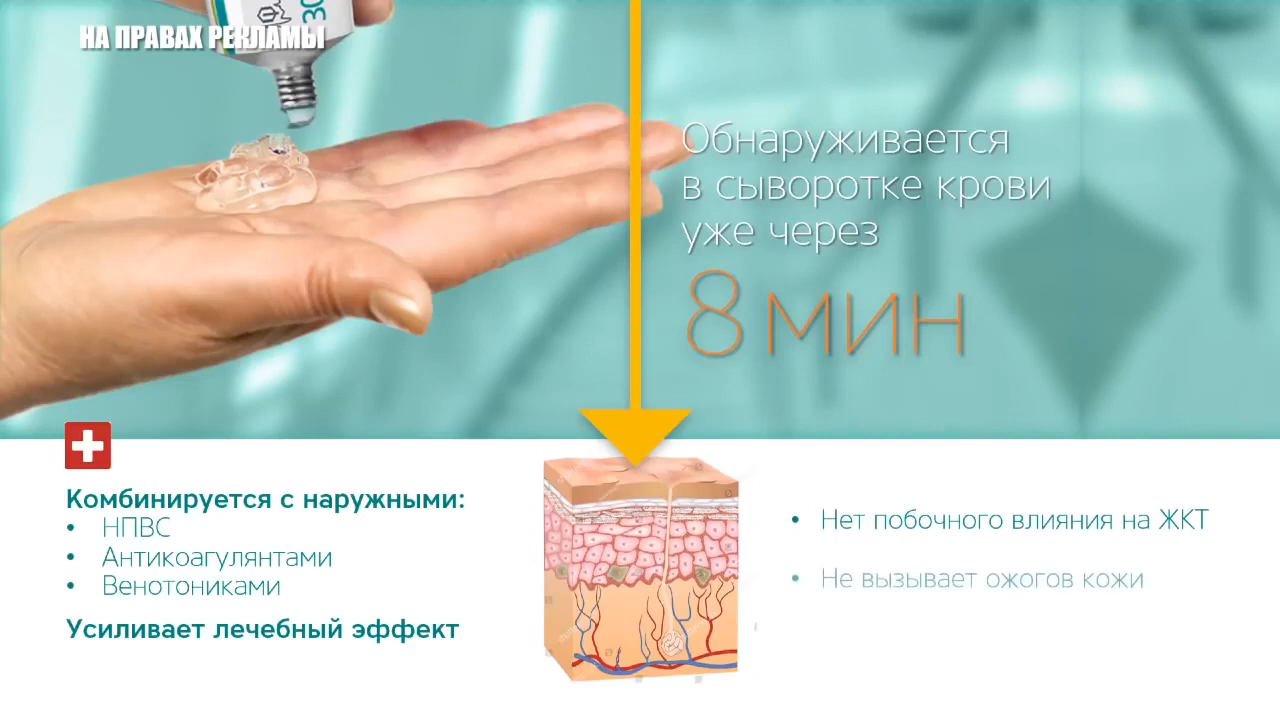 НА ПРАВАХ РЕКЛАМЫ
30
Обнаруживается
в сыворотке крови
уже через
8 мин
Комбинируется с наружными:
• НПВС
• Антикоагулянтами
• Венотониками
Усиливает лечебный эффект
• Нет побочного влияния на ЖКТ
• Не вызывает ожогов кожи